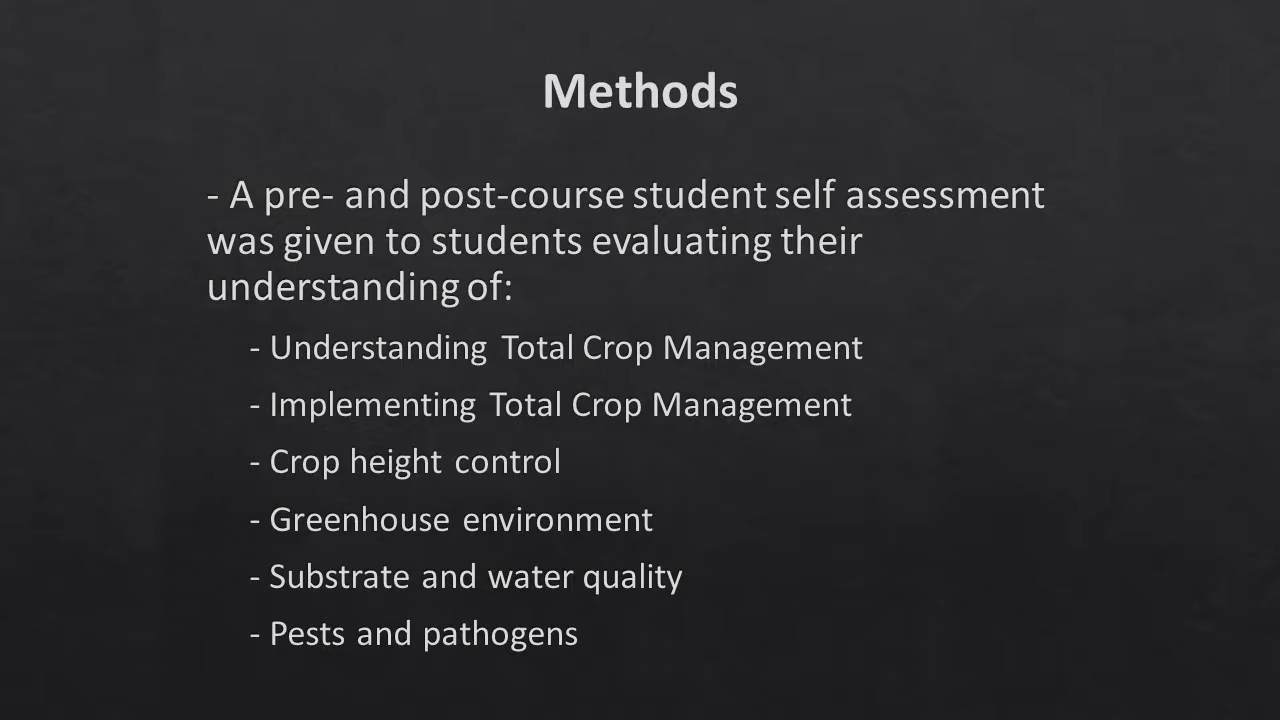 Methods
- A pre- and post-course student self assessment
was given to students evaluating their
understanding of:
- Understanding Total Crop Management
- Implementing Total Crop Management
- Crop height control
- Greenhouse environment
- Substrate and water quality
- Pests and pathogens